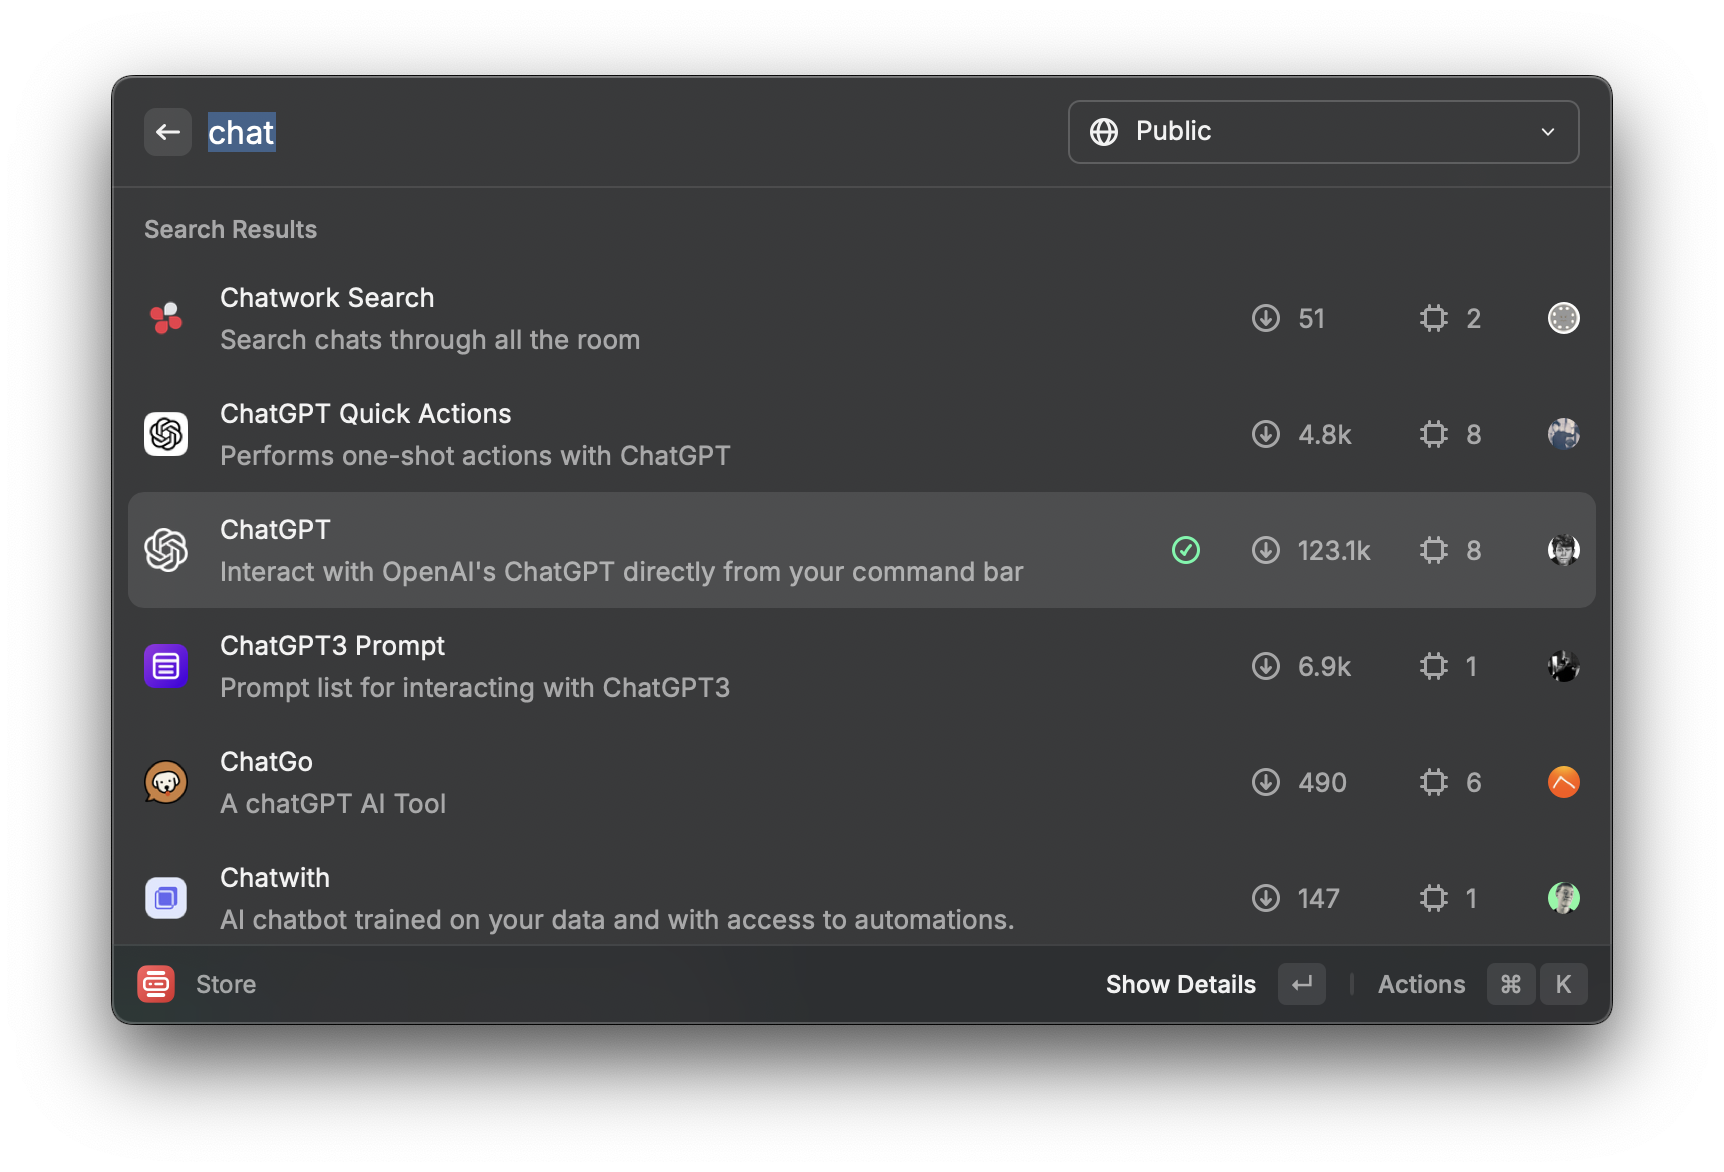 chat
Public
Search Results
Chatwork Search
Search chats through all the room
51
2
ChatGPT Quick Actions
Performs one-shot actions with ChatGPT
4.8k
8
ChatGPT
Interact with OpenAI's ChatGPT directly from your command bar
123.1k
8
ChatGPT3 Prompt
Prompt list for interacting with ChatGPT3
6.9k
1
ChatGo
A chatGPT AI Tool
490
6
Chatwith
AI chatbot trained on your data and with access to automations.
147
1
Store
Show Details
Actions
⌘ K